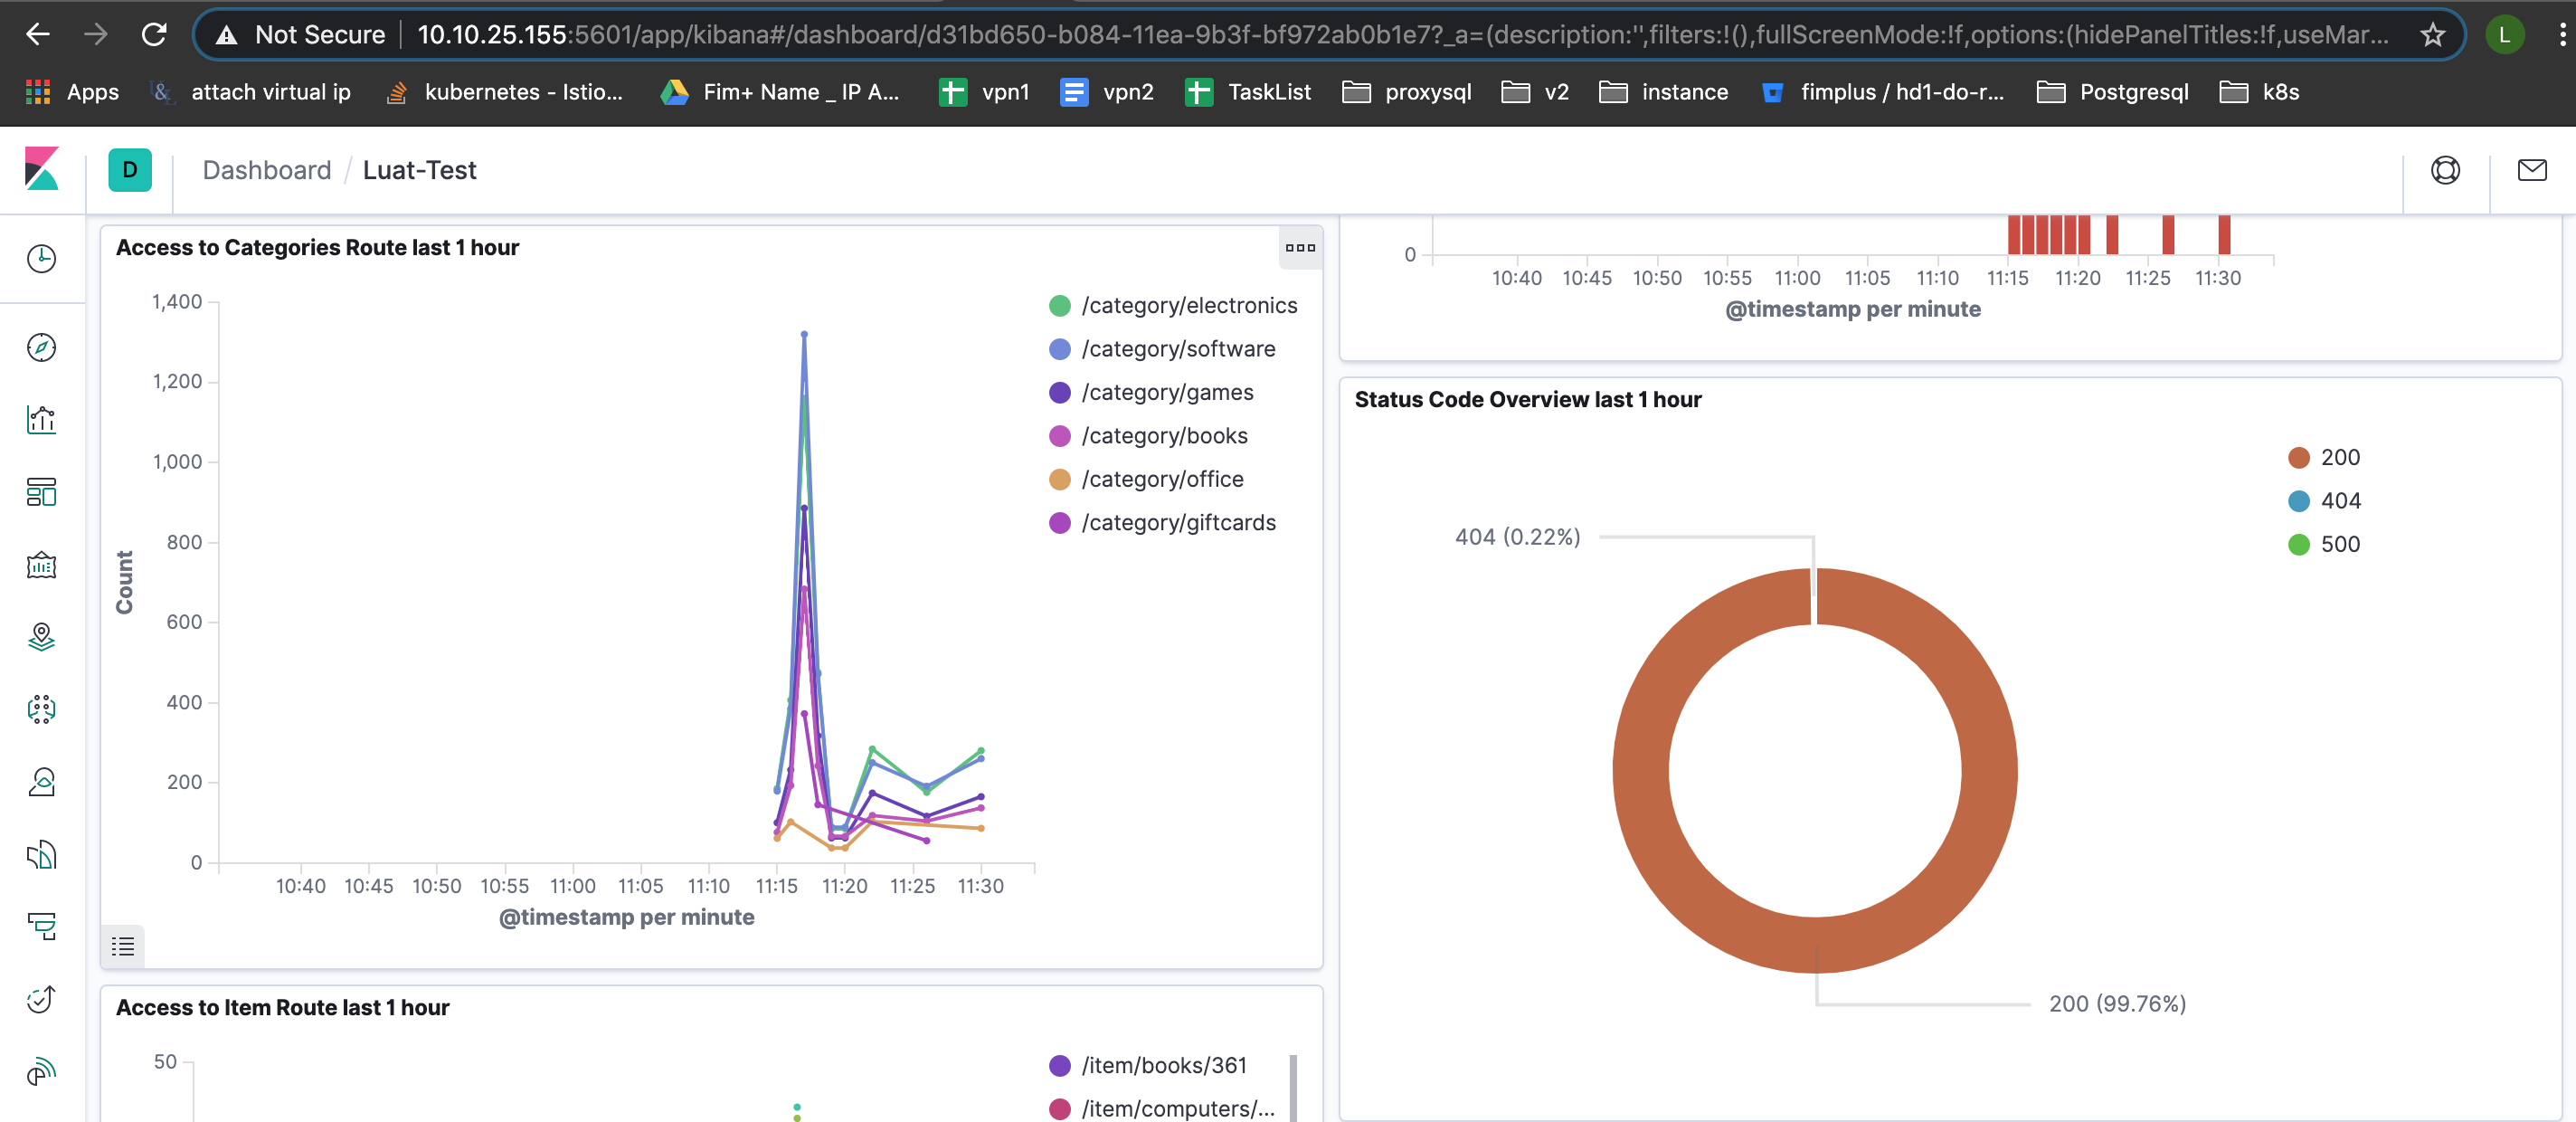 Not Secure | 10.10.25.155:5601/app/kibana#/dashboard/d31bd650-b084-11ea-9b3f-bf972ab0b1e7?_a=(description:'',filters:!(),fullScreenMode:!f,options:(hidePanelTitles:!f,useMar...
L
Apps
attach virtual ip
kubernetes - Istio...
Fim+ Name _ IP A...
vpn1
vpn2
TaskList
proxysql
v2
instance
fimplus / hd1-do-r...
Postgresql
k8s
D
Dashboard / Luat-Test
Access to Categories Route last 1 hour
1,400
1,200
1,000
800
600
400
200
0
Count
10:40 10:45 10:50 10:55 11:00 11:05 11:10 11:15 11:20 11:25 11:30
@timestamp per minute
/category/electronics
/category/software
/category/games
/category/books
/category/office
/category/giftcards
0
10:40 10:45 10:50 10:55 11:00 11:05 11:10 11:15 11:20 11:25 11:30
@timestamp per minute
Status Code Overview last 1 hour
200
404
500
404 (0.22%)
200 (99.76%)
Access to Item Route last 1 hour
50
/item/books/361
/item/computers/...